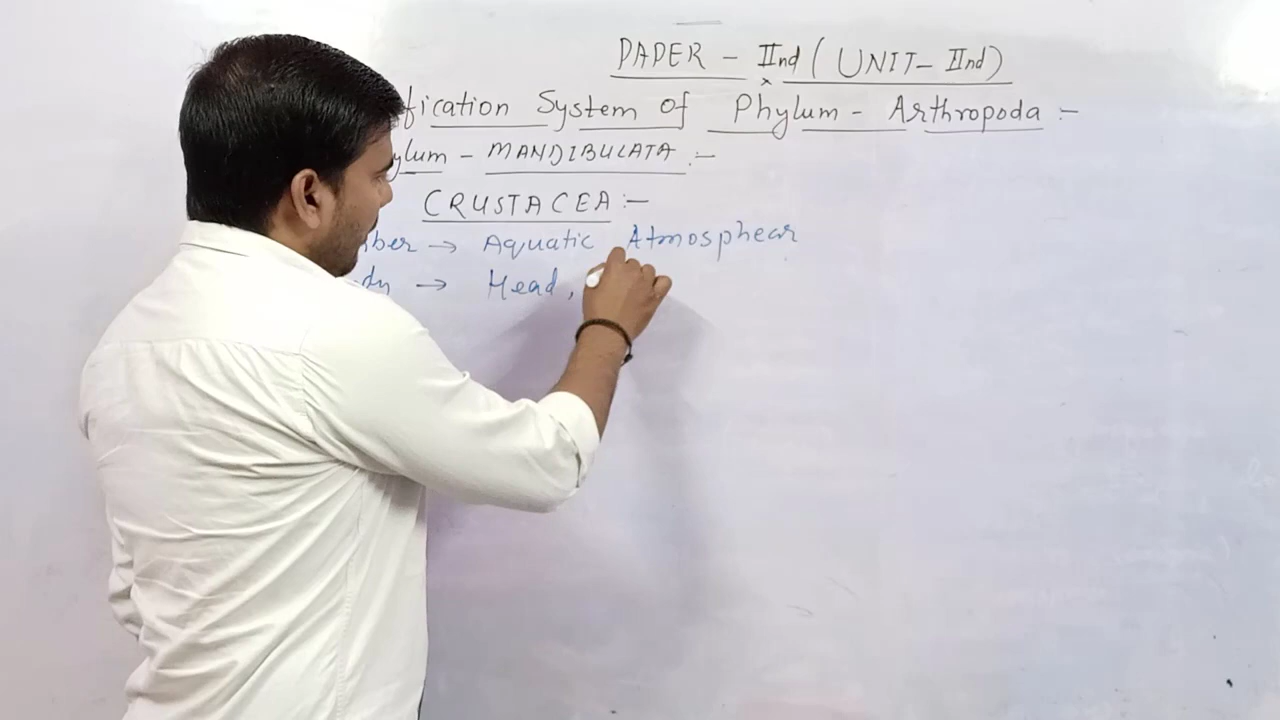 PAPER - IInd ( UNIT- IInd )
fication System of Phylum - Arthropoda :-
ylum - MANDIBULATA :-
CRUSTACEA :-
ber → Aquatic Atmosphear
dy → Head,